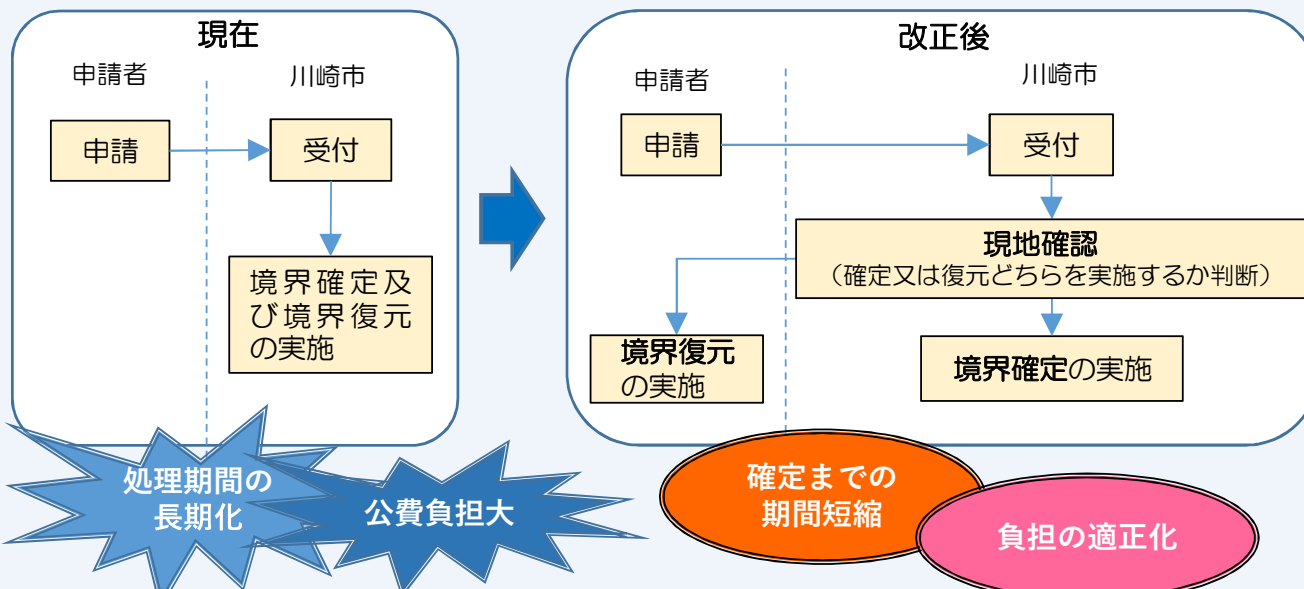 現在
申請者
川崎市
申請
受付
境界確定及
び境界復元
の実施
処理期間の
長期化
公費負担大
改正後
申請者
川崎市
申請
受付
現地確認
（確定又は復元どちらを実施するか判断）
境界復元
の実施
境界確定の実施
確定までの
期間短縮
負担の適正化